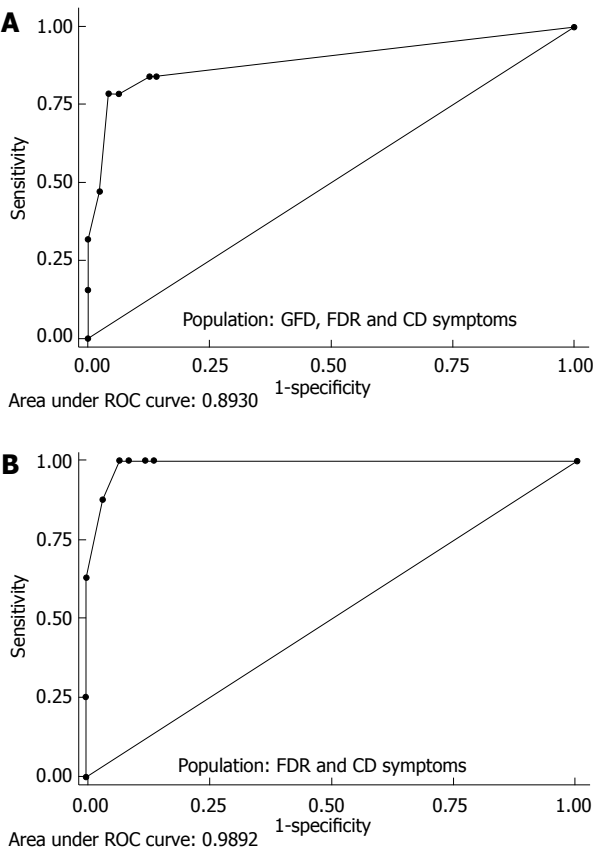 A
1.00
0.75
0.50
0.25
0.00
Sensitivity
Population: GFD, FDR and CD symptoms
0.00 0.25 0.50 0.75 1.00
1-specificity
Area under ROC curve: 0.8930
B
1.00
0.75
0.50
0.25
0.00
Sensitivity
Population: FDR and CD symptoms
0.00 0.25 0.50 0.75 1.00
1-specificity
Area under ROC curve: 0.9892